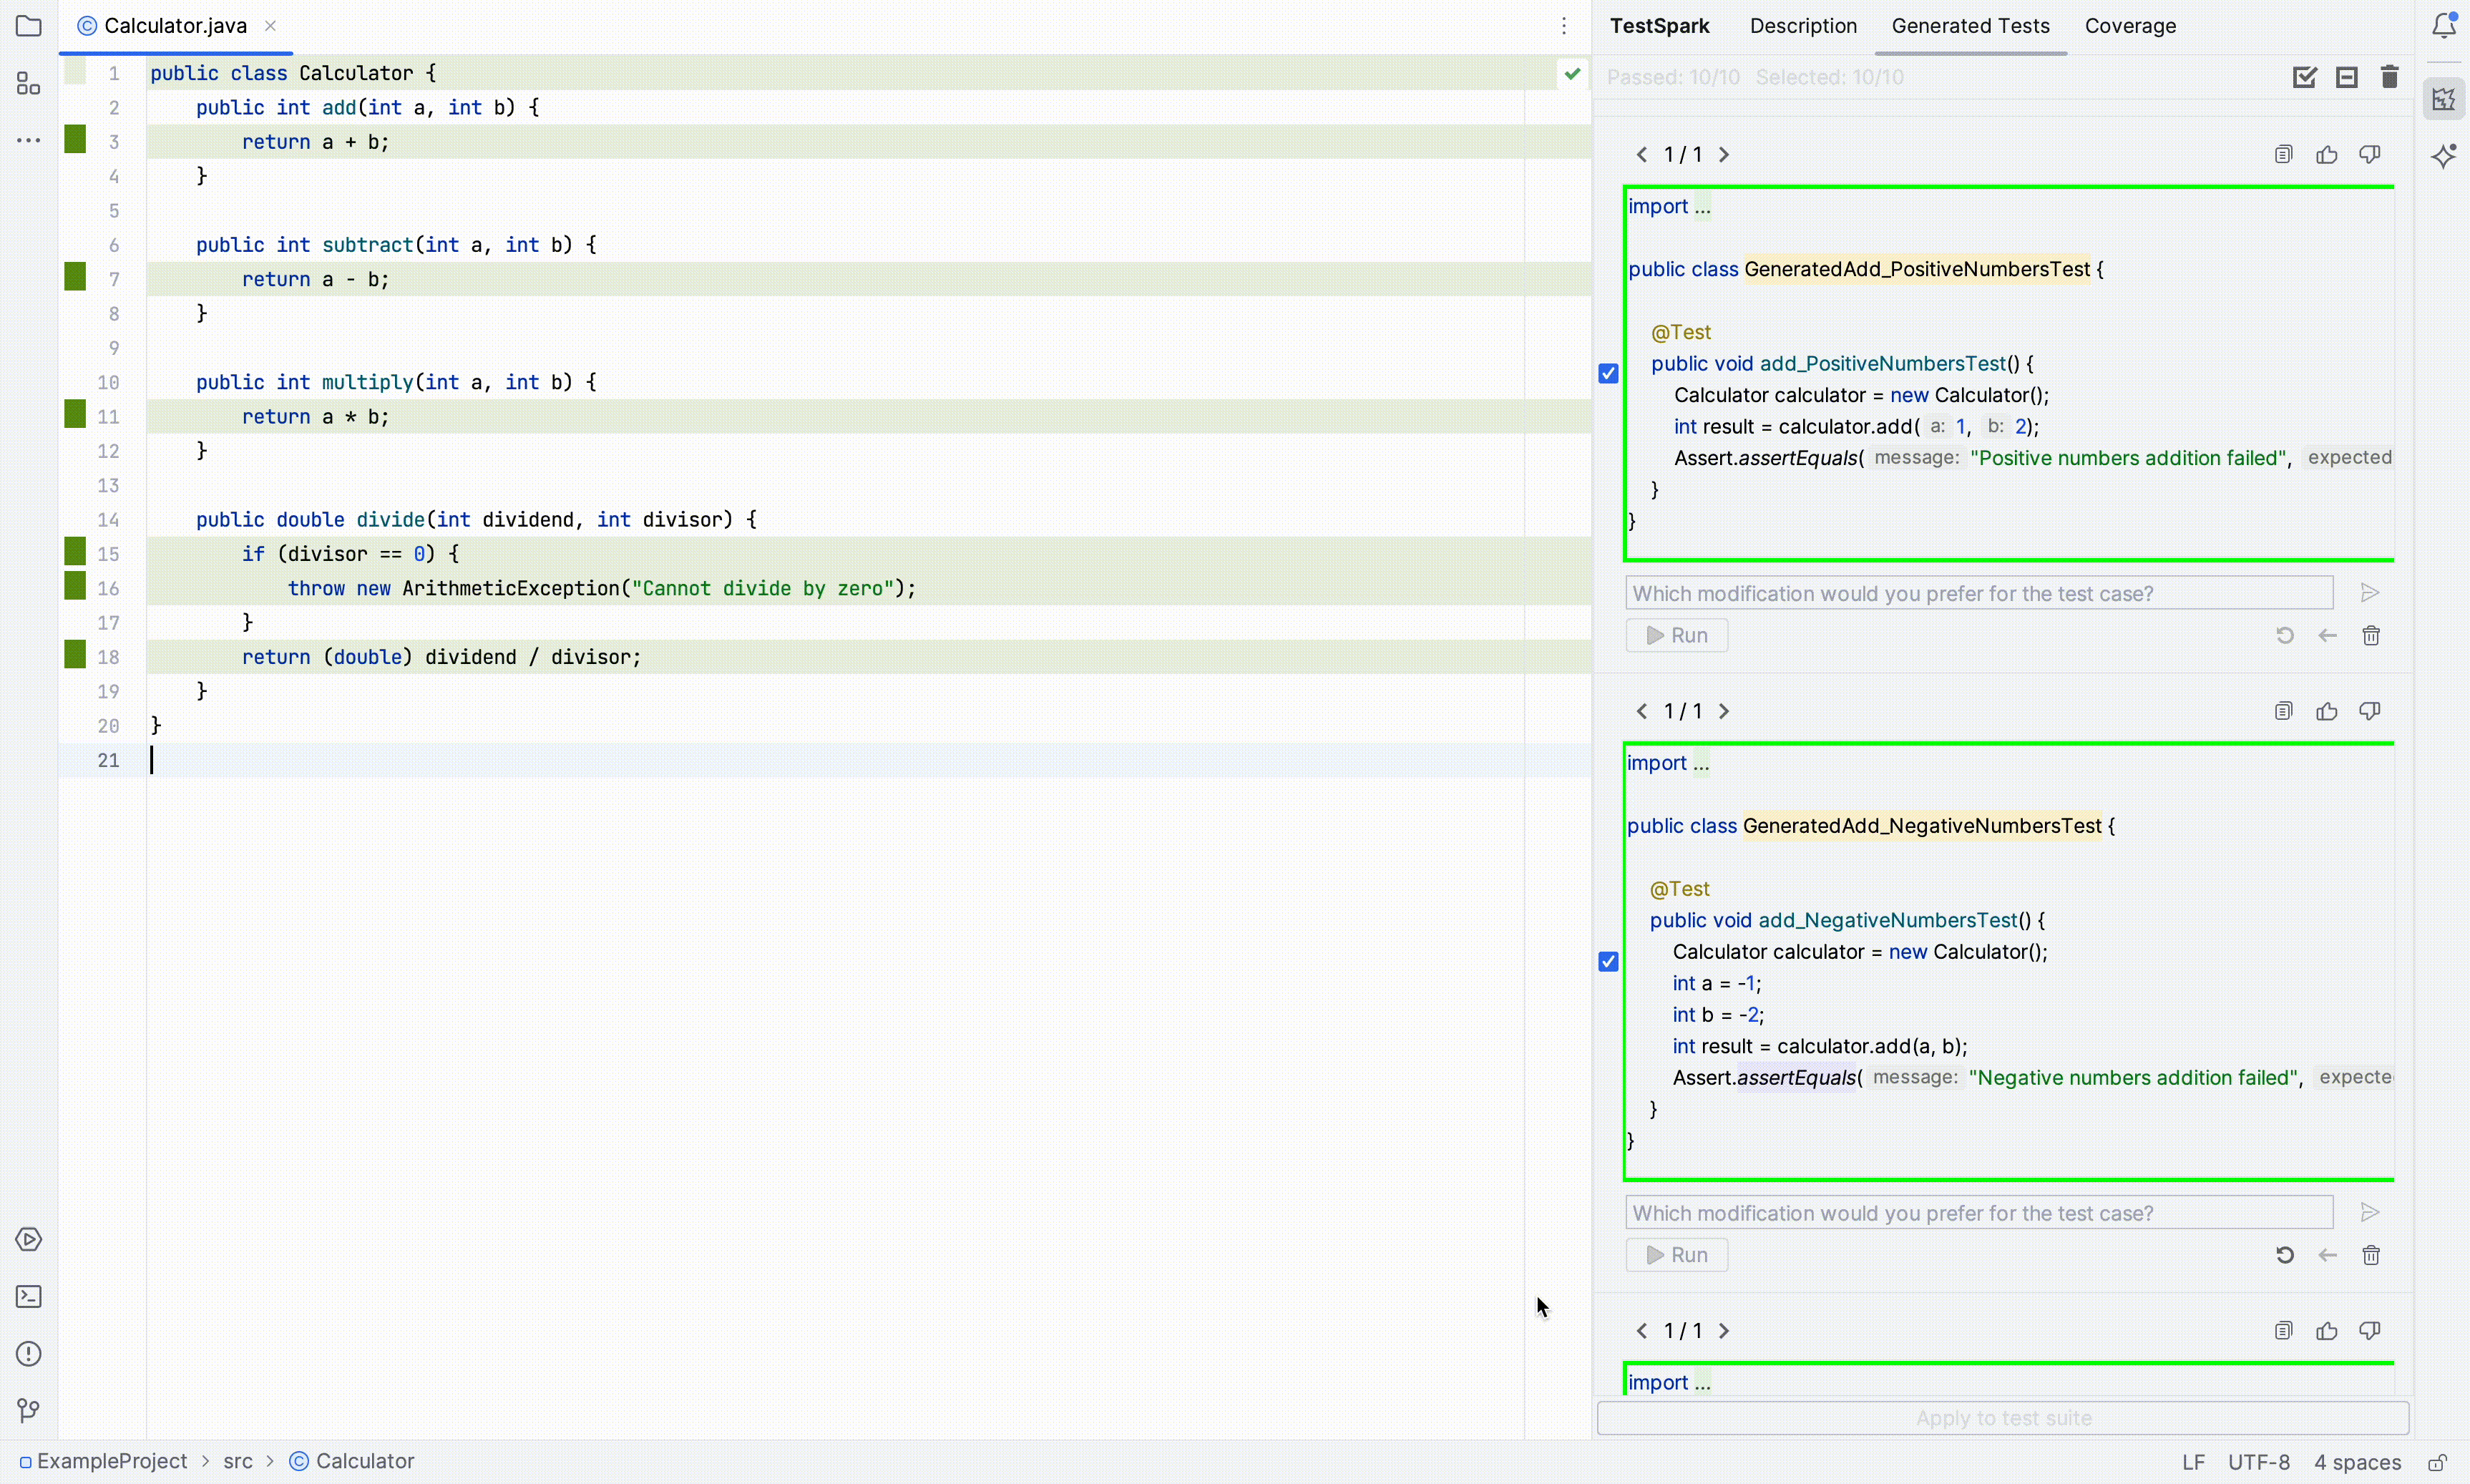 Calculator.java
1 public class Calculator {
2     public int add(int a, int b) {
3         return a + b;
4     }
5
6     public int subtract(int a, int b) {
7         return a - b;
8     }
9
10     public int multiply(int a, int b) {
11         return a * b;
12     }
13
14     public double divide(int dividend, int divisor) {
15         if (divisor == 0) {
16             throw new ArithmeticException("Cannot divide by zero");
17         }
18         return (double) dividend / divisor;
19     }
20 }
21
TestSpark Description Generated Tests Coverage
Passed: 10/10 Selected: 10/10
1 / 1
import ...
public class GeneratedAdd_PositiveNumbersTest {
@Test
public void add_PositiveNumbersTest() {
Calculator calculator = new Calculator();
int result = calculator.add( a: 1, b: 2);
Assert.assertEquals( message: "Positive numbers addition failed", expected
}
}
Which modification would you prefer for the test case?
Run
1 / 1
import ...
public class GeneratedAdd_NegativeNumbersTest {
@Test
public void add_NegativeNumbersTest() {
Calculator calculator = new Calculator();
int a = -1;
int b = -2;
int result = calculator.add(a, b);
Assert.assertEquals( message: "Negative numbers addition failed", expecte
}
}
Which modification would you prefer for the test case?
Run
1 / 1
import ...
Apply to test suite
ExampleProject > src > Calculator
LF UTF-8 4 spaces